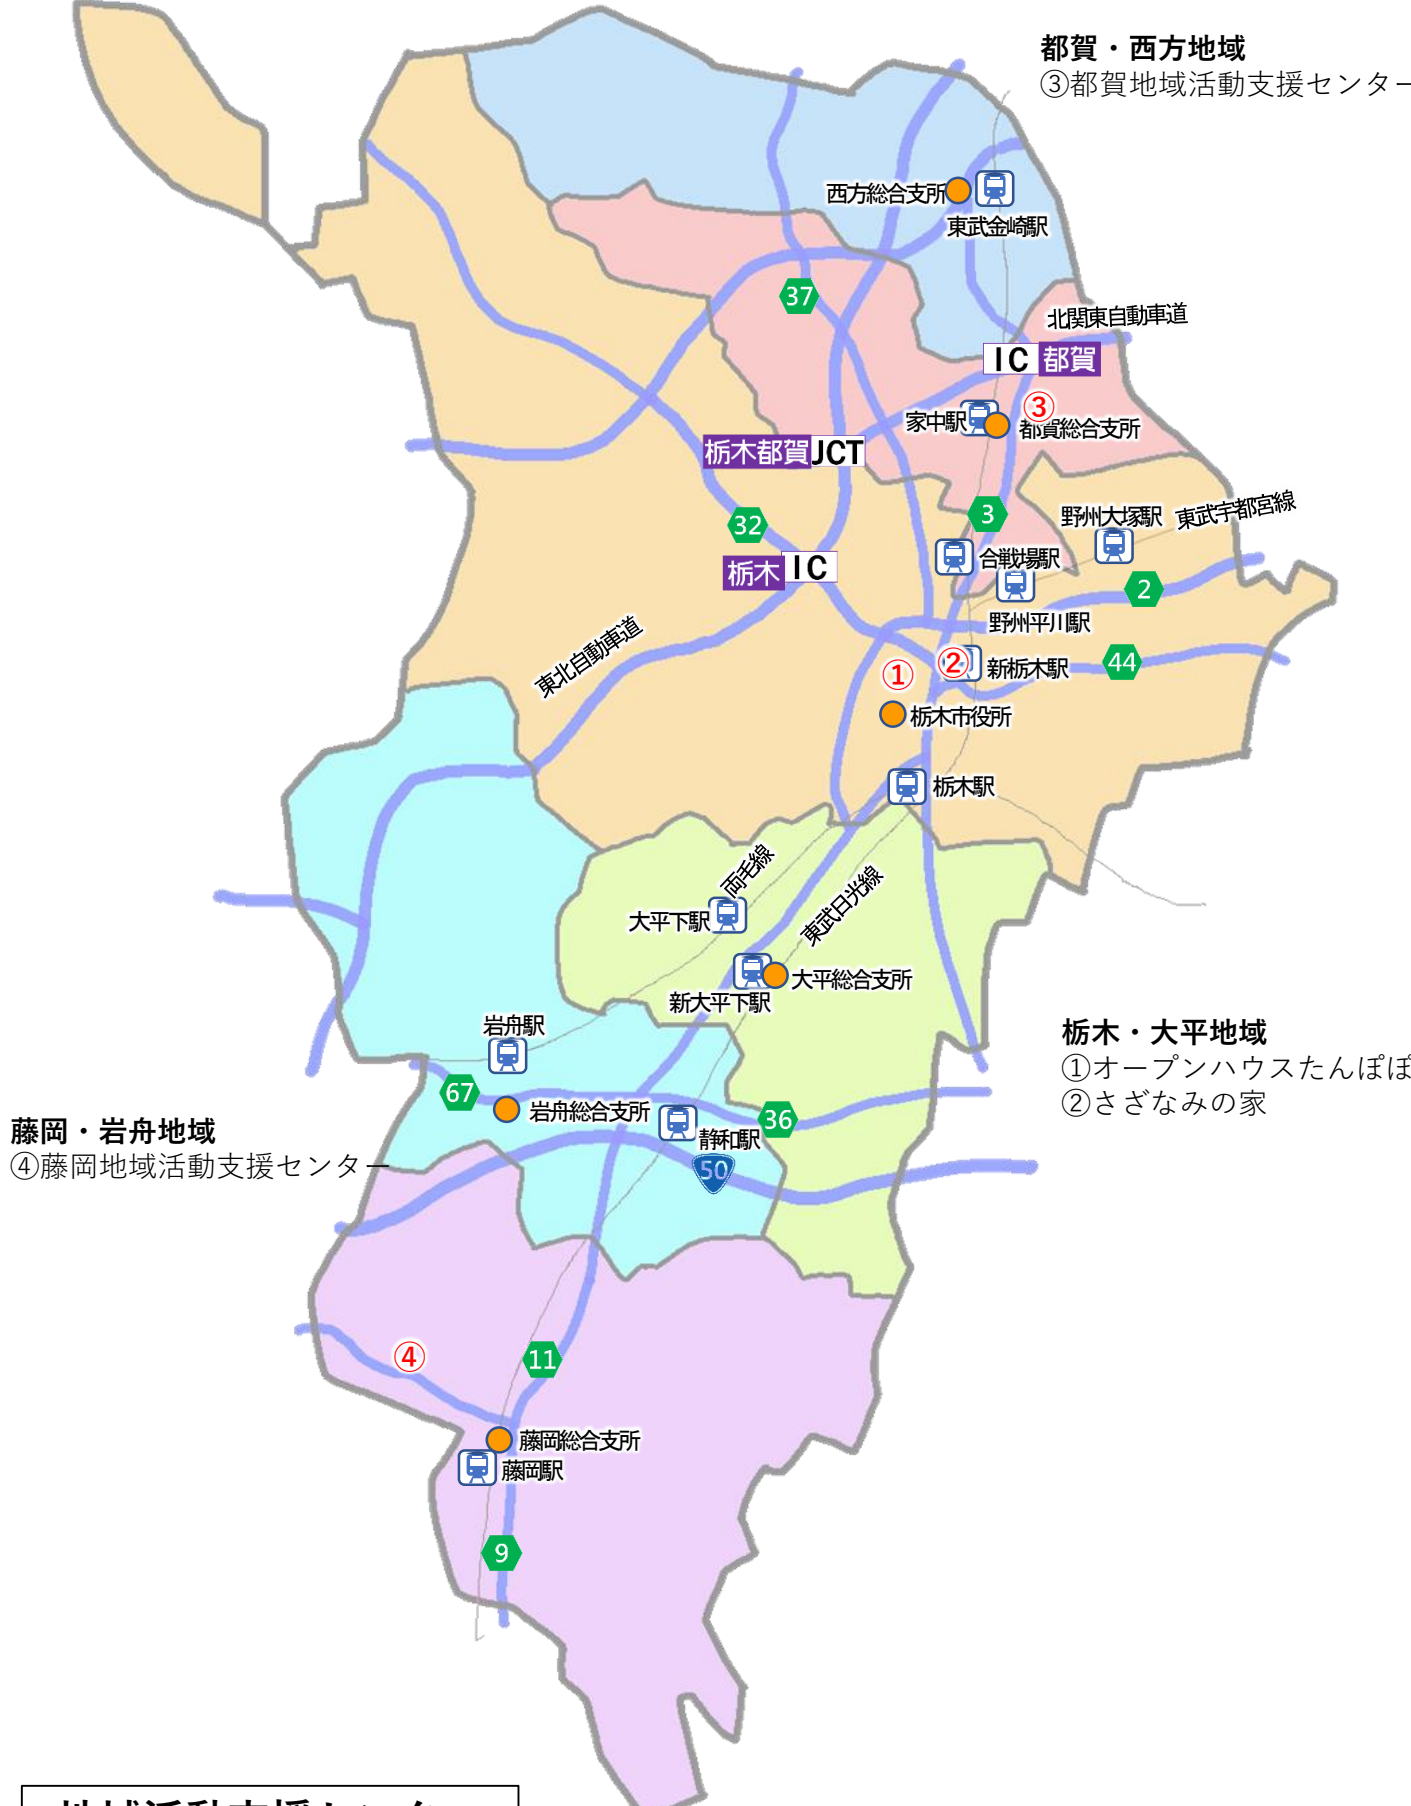 都賀・西方地域
③都賀地域活動支援センター
西方総合支所
東武金崎駅
37
北関東自動車道
IC 都賀
③
家中駅
都賀総合支所
栃木都賀JCT
3
野州大塚駅
東武宇都宮線
32
合戦場駅
栃木 IC
2
野州平川駅
東北自動車道
①
②
新栃木駅
44
栃木市役所
栃木駅
両毛線
東武日光線
大平下駅
大平総合支所
新大平下駅
岩舟駅
栃木・大平地域
①オープンハウスたんぽぽ
②さざなみの家
67
岩舟総合支所
36
静和駅
藤岡・岩舟地域
④藤岡地域活動支援センター
50
④
11
藤岡総合支所
藤岡駅
9
地域活動支援センター